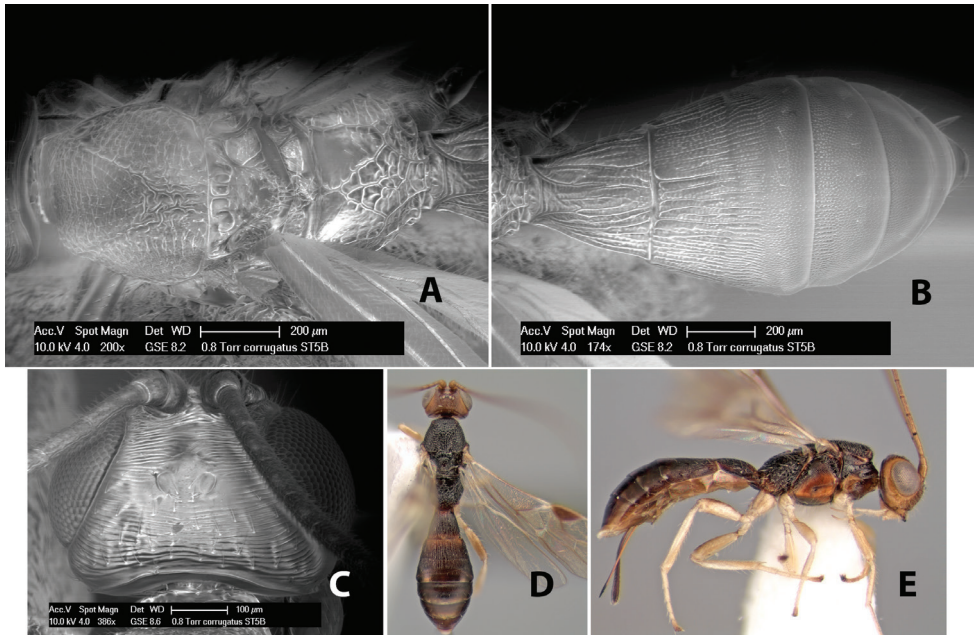 A
Acc.V Spot Magn Det WD 200 µm
10.0 kV 4.0 200x GSE 8.2 0.8 Torr corrugatus ST5B
B
Acc.V Spot Magn Det WD 200 µm
10.0 kV 4.0 174x GSE 8.2 0.8 Torr corrugatus ST5B
C
Acc.V Spot Magn Det WD 100 µm
10.0 kV 4.0 386x GSE 8.6 0.8 Torr corrugatus ST5B
D
E